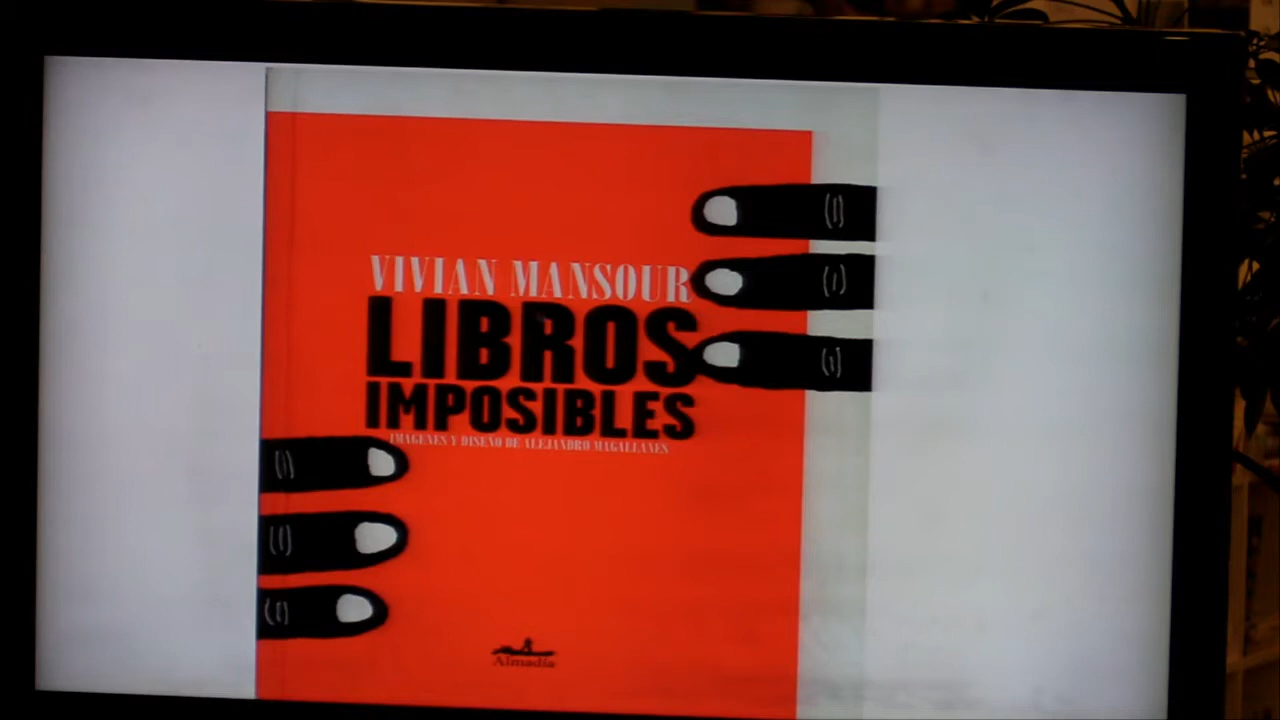 VIVIAN MANSOUR
LIBROS
IMPOSIBLES
IMÁGENES Y DISEÑO DE ALEJANDRO MAGALLANES
Almadía